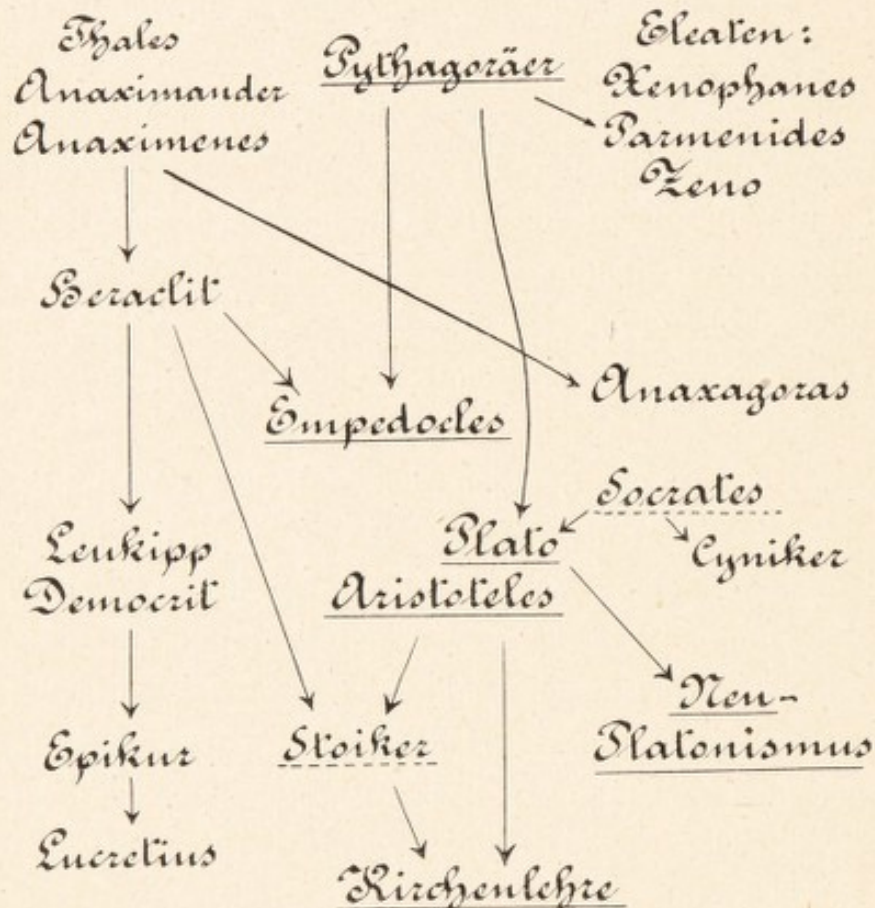 Thales
Anaximander
Anaximenes
Pythagoräer
Eleaten:
Xenophanes
Parmenides
Zeno
Heraclit
Anaxagoras
Empedocles
Socrates
Cyniker
Plato
Aristoteles
Leukipp
Democrit
Neu-
Platonismus
Epikur
Stoiker
Lucretius
Kirchenlehre